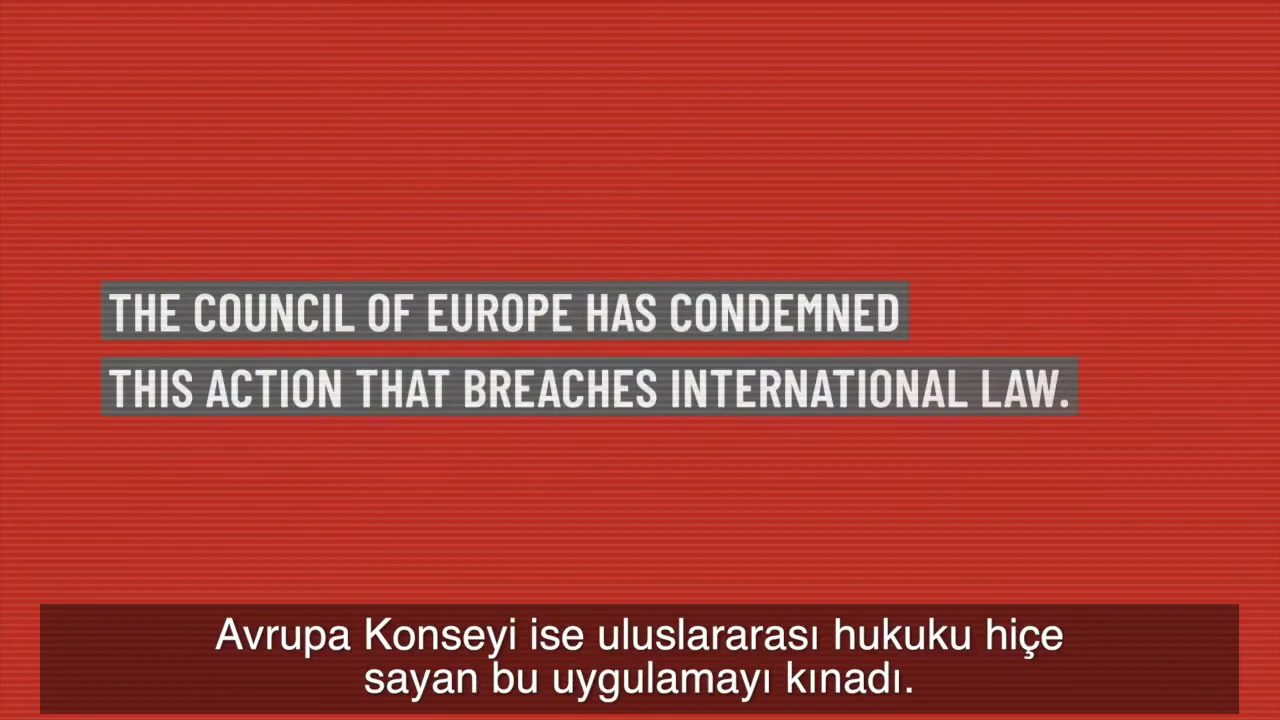 THE COUNCIL OF EUROPE HAS CONDEMNED
THIS ACTION THAT BREACHES INTERNATIONAL LAW.
Avrupa Konseyi ise uluslararası hukuku hiçe
sayan bu uygulamayı kınadı.